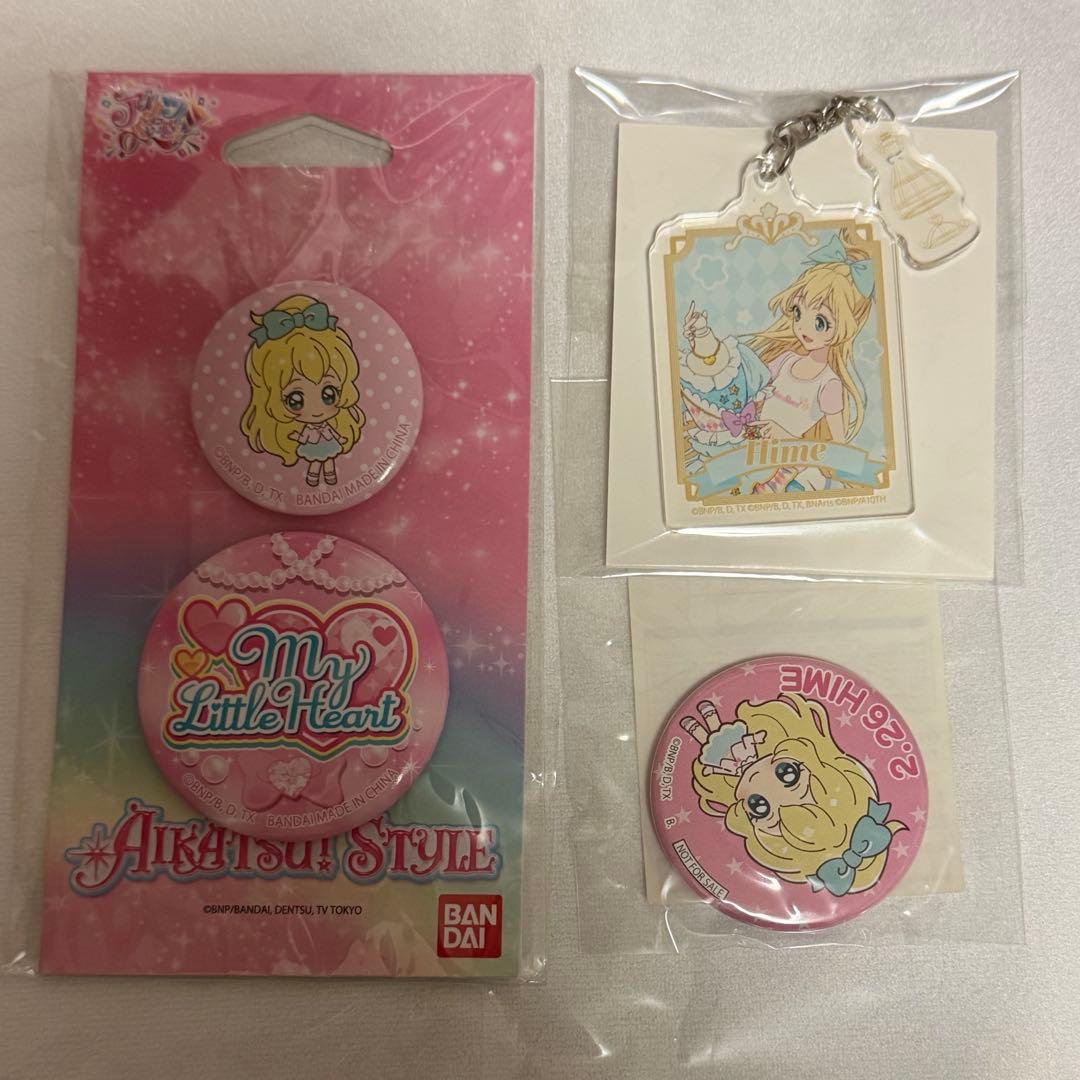 ©BNP/B, D, TX BANDAI MADE IN CHINA
My
Little Heart
©BNP/B, D, TX BANDAI MADE IN CHINA
AIKATSU! STYLE
©BNP/BANDAI, DENTSU, TV TOKYO
BAN
DAI
Hime
©BNP/B, D, TX ©BNP/B, D, TX, BNArts ©BNP/A10TH
2.26 HIME
©BNP/B, D, TX B.
NOT FOR SALE